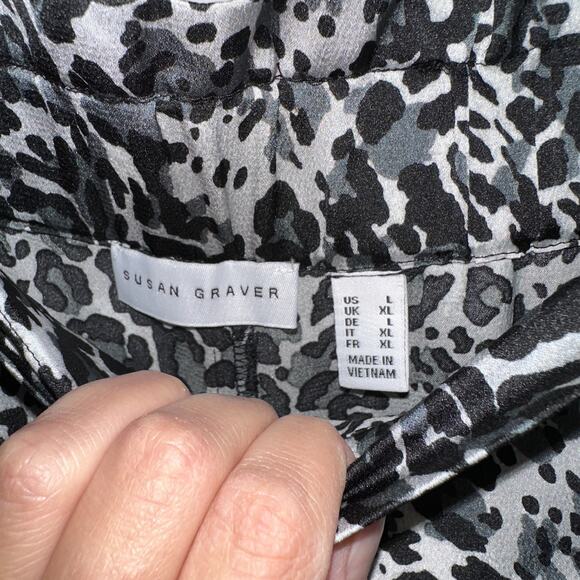 SUSAN GRAVER
US L
UK XL
DE L
IT XL
FR XL
MADE IN
VIETNAM